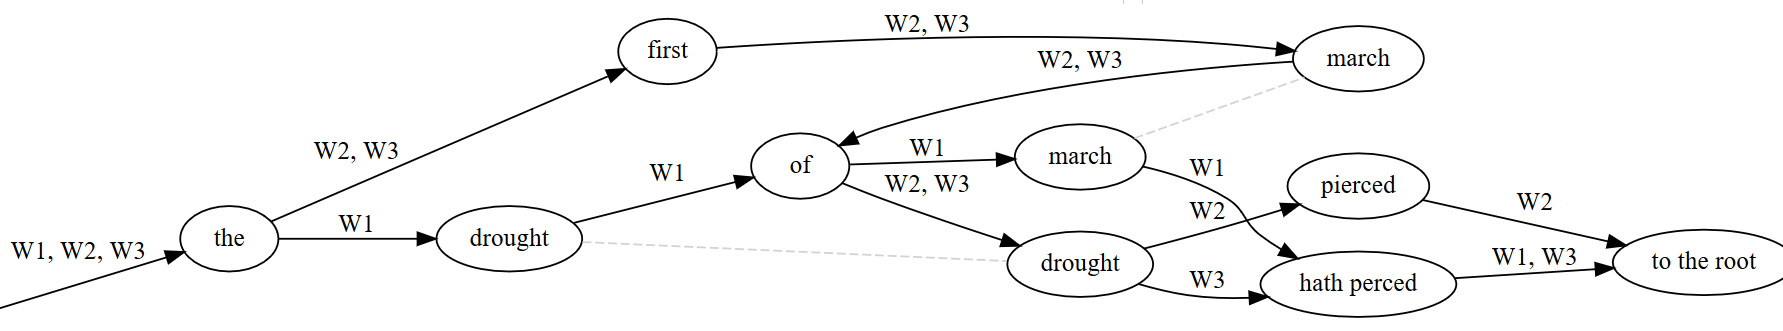 W1, W2, W3
the
W2, W3
W1
first
drought
W1
W2, W3
W2, W3
of
W1
W2, W3
march
march
drought
W1
W2
W3
pierced
hath perced
W2
W1, W3
to the root